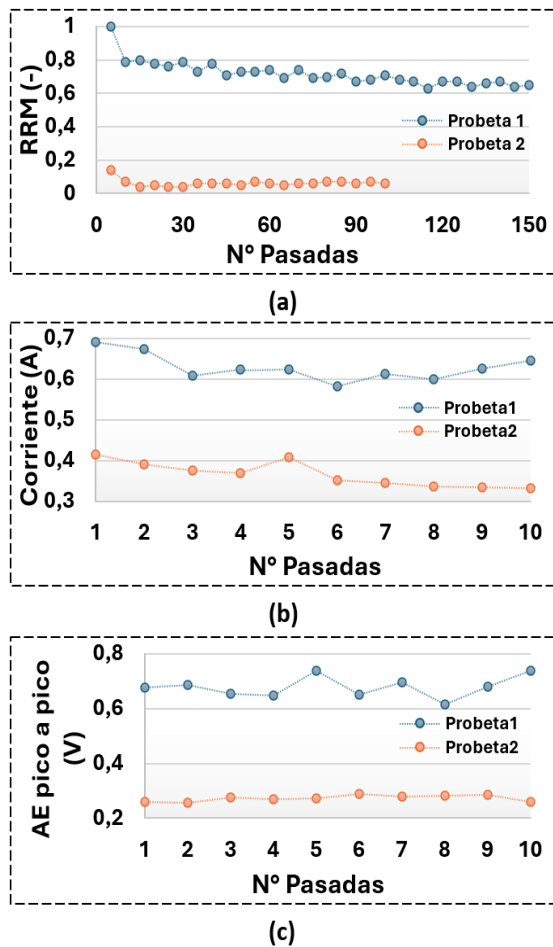 1
0,8
0,6
0,4
0,2
0
RRM (-)
Probeta 1
Probeta 2
0 30 60 90 120 150
Nº Pasadas
(a)
0,7
0,6
0,5
0,4
0,3
Corriente (A)
Probeta1
Probeta2
1 2 3 4 5 6 7 8 9 10
Nº Pasadas
(b)
0,8
0,6
0,4
0,2
AE pico a pico
(V)
Probeta1
Probeta2
1 2 3 4 5 6 7 8 9 10
Nº Pasadas
(c)